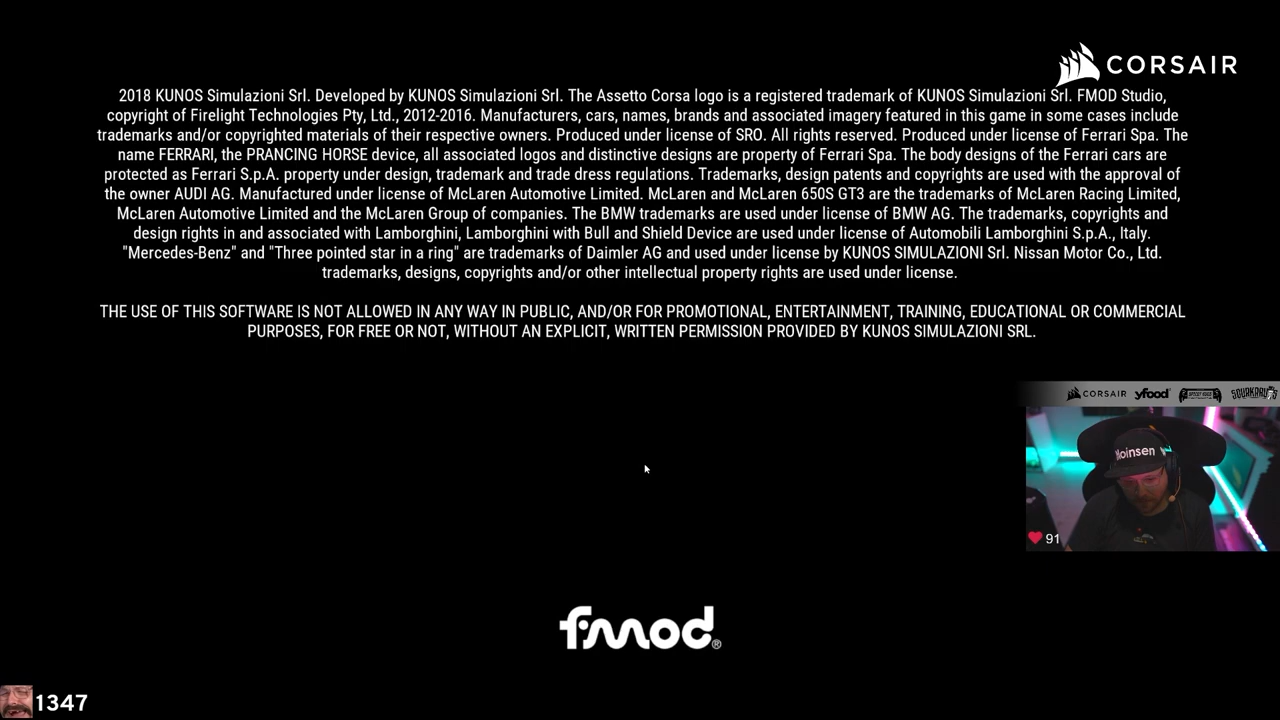 CORSAIR
2018 KUNOS Simulazioni Srl. Developed by KUNOS Simulazioni Srl. The Assetto Corsa logo is a registered trademark of KUNOS Simulazioni Srl. FMOD Studio,
copyright of Firelight Technologies Pty, Ltd., 2012-2016. Manufacturers, cars, names, brands and associated imagery featured in this game in some cases include
trademarks and/or copyrighted materials of their respective owners. Produced under license of SRO. All rights reserved. Produced under license of Ferrari Spa. The
name FERRARI, the PRANCING HORSE device, all associated logos and distinctive designs are property of Ferrari Spa. The body designs of the Ferrari cars are
protected as Ferrari S.p.A. property under design, trademark and trade dress regulations. Trademarks, design patents and copyrights are used with the approval of
the owner AUDI AG. Manufactured under license of McLaren Automotive Limited. McLaren and McLaren 650S GT3 are the trademarks of McLaren Racing Limited,
McLaren Automotive Limited and the McLaren Group of companies. The BMW trademarks are used under license of BMW AG. The trademarks, copyrights and
design rights in and associated with Lamborghini, Lamborghini with Bull and Shield Device are used under license of Automobili Lamborghini S.p.A., Italy.
"Mercedes-Benz" and "Three pointed star in a ring" are trademarks of Daimler AG and used under license by KUNOS SIMULAZIONI Srl. Nissan Motor Co., Ltd.
trademarks, designs, copyrights and/or other intellectual property rights are used under license.
THE USE OF THIS SOFTWARE IS NOT ALLOWED IN ANY WAY IN PUBLIC, AND/OR FOR PROMOTIONAL, ENTERTAINMENT, TRAINING, EDUCATIONAL OR COMMERCIAL
PURPOSES, FOR FREE OR NOT, WITHOUT AN EXPLICIT, WRITTEN PERMISSION PROVIDED BY KUNOS SIMULAZIONI SRL.
CORSAIR yfood
Moinsen
91
fmod®
1347